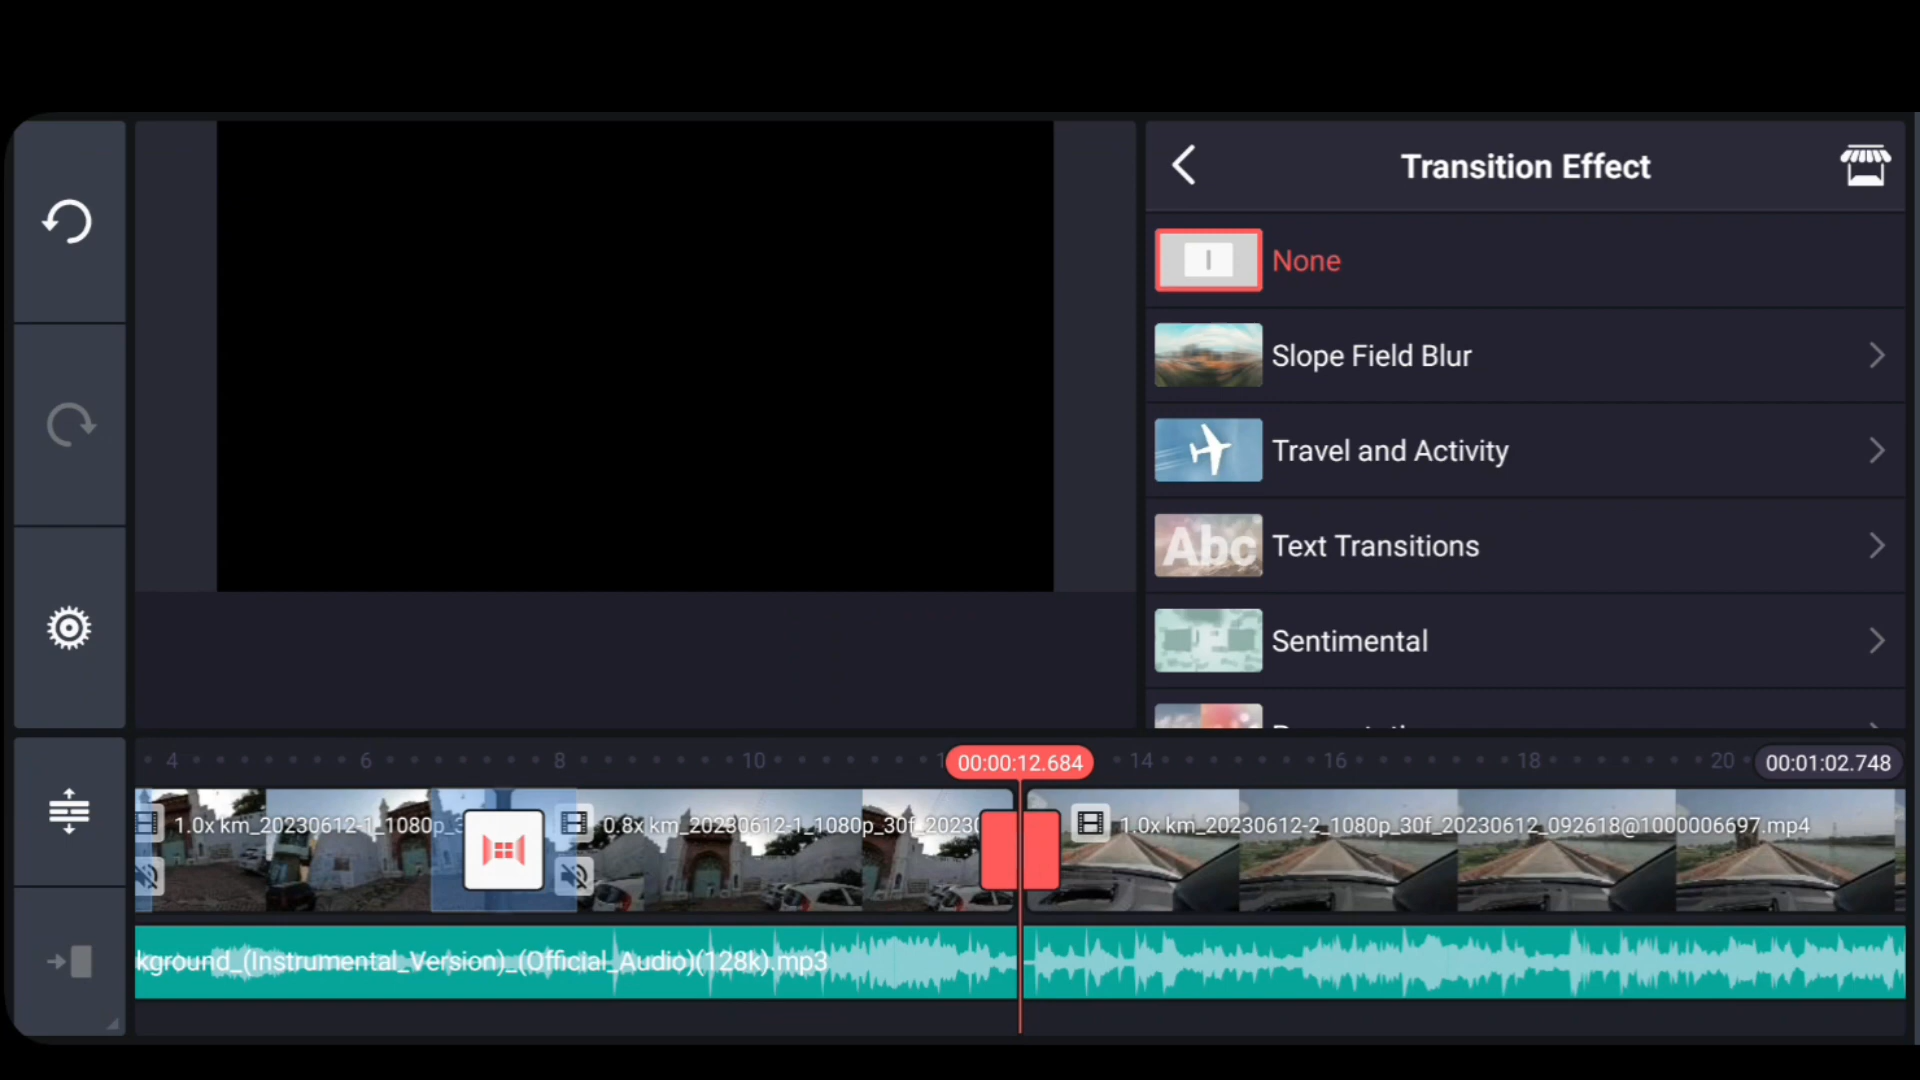 Transition Effect
None
Slope Field Blur
Travel and Activity
Abc
Text Transitions
Sentimental
4 6 8 10 00:00:12.684 14 16 18 20 00:01:02.748
1.0x km_20230612-1_1080p_3 0.8x km_20230612-1_1080p_30f_20230 1.0x km_20230612-2_1080p_30f_20230612_092618@1000006697.mp4
kground_(Instrumental_Version)_(Official_Audio)(128k).mp3